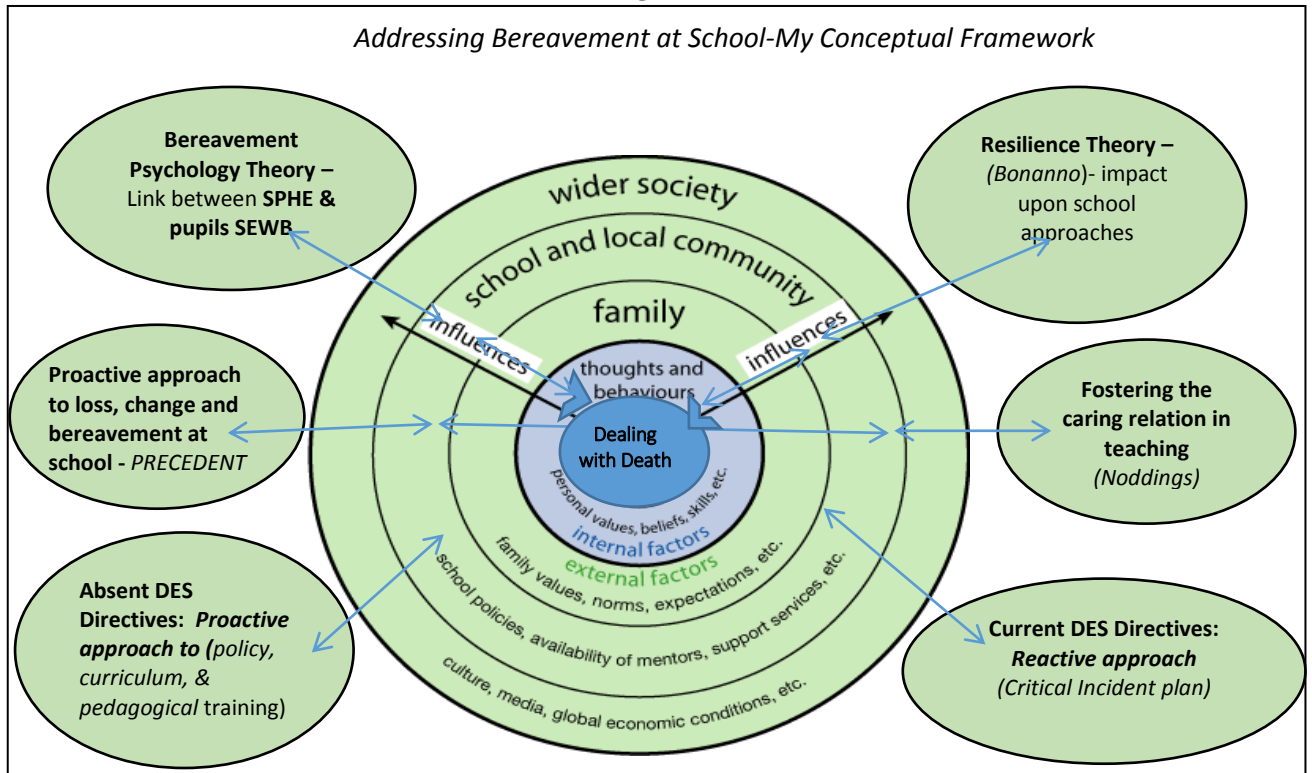 Addressing Bereavement at School-My Conceptual Framework
Bereavement
Psychology Theory –
Link between SPHE &
pupils SEWB
Resilience Theory –
(Bonanno)- impact
upon school
approaches
wider society
school and local community
family
influences
influences
thoughts and
behaviours
Dealing
with Death
personal values, beliefs, skills, etc.
internal factors
external factors
family values, norms, expectations, etc.
school policies, availability of mentors, support services, etc.
culture, media, global economic conditions, etc.
Proactive approach
to loss, change and
bereavement at
school - PRECEDENT
Fostering the
caring relation in
teaching
(Noddings)
Absent DES
Directives: Proactive
approach to (policy,
curriculum, &
pedagogical training)
Current DES Directives:
Reactive approach
(Critical Incident plan)